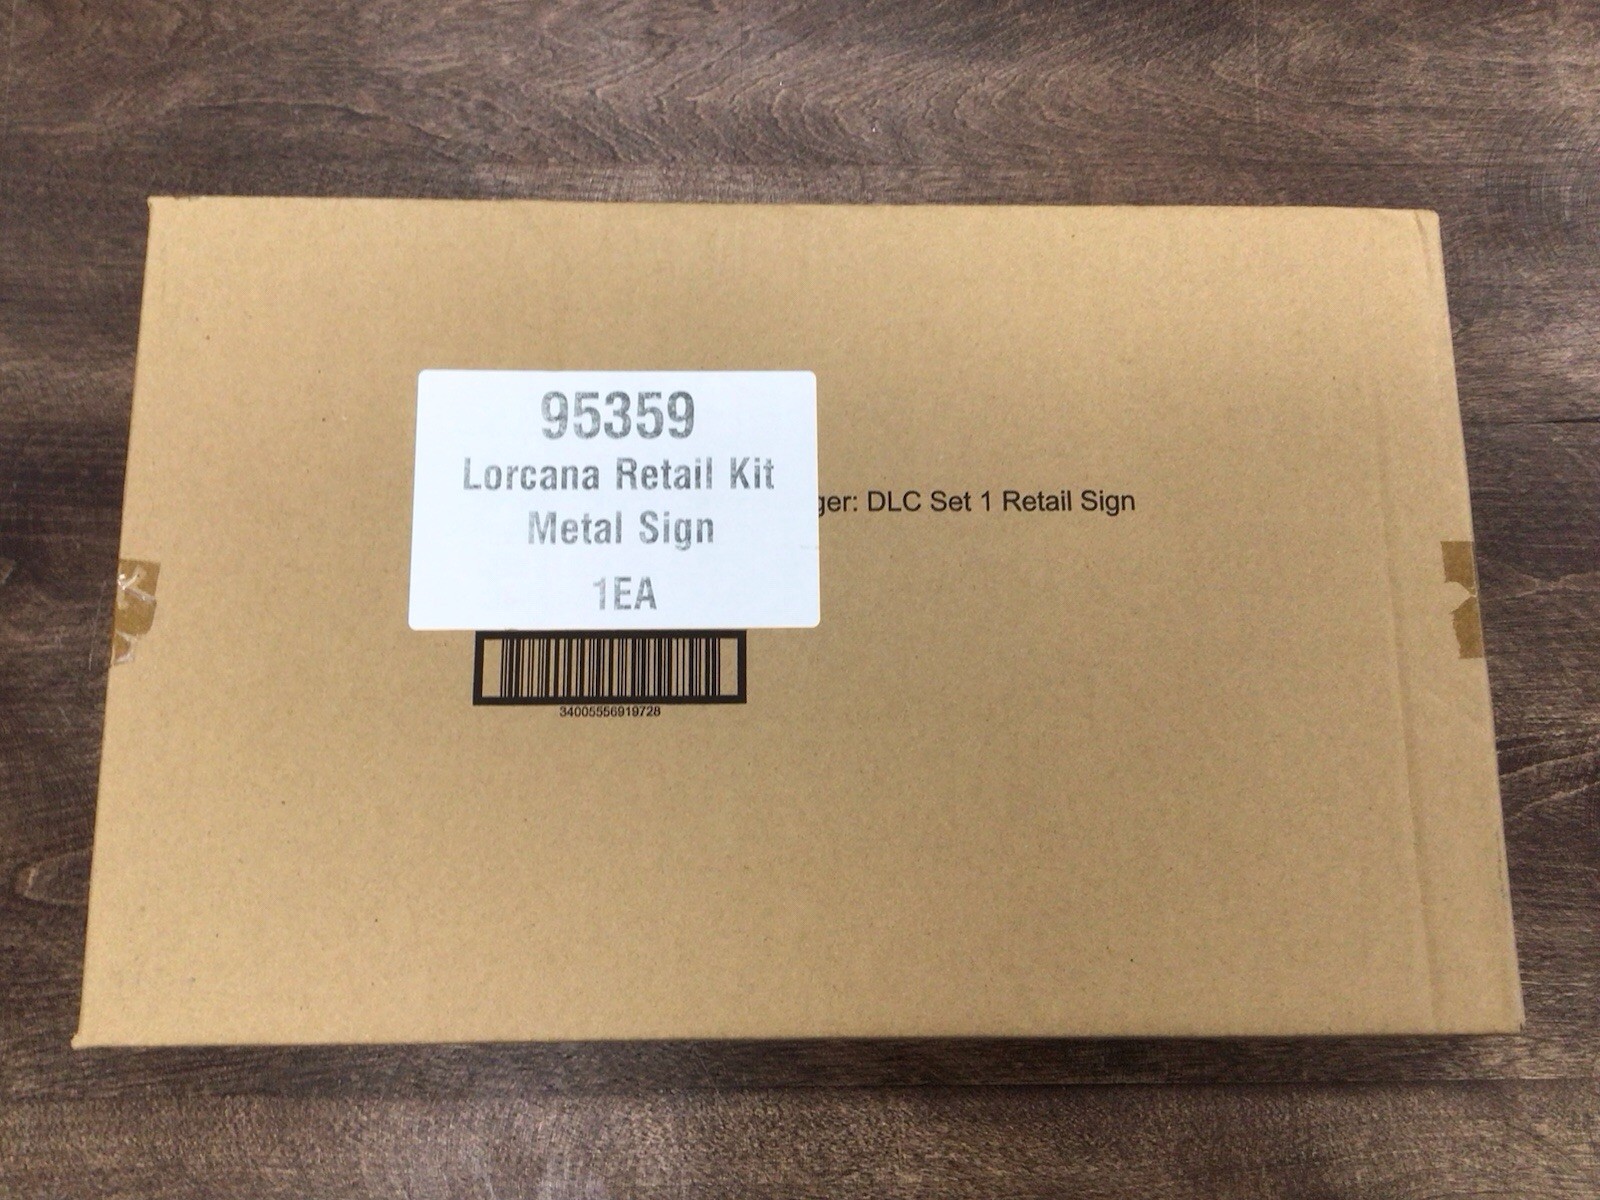 95359
Lorcana Retail Kit
Metal Sign
1EA
ger: DLC Set 1 Retail Sign
34005556919728